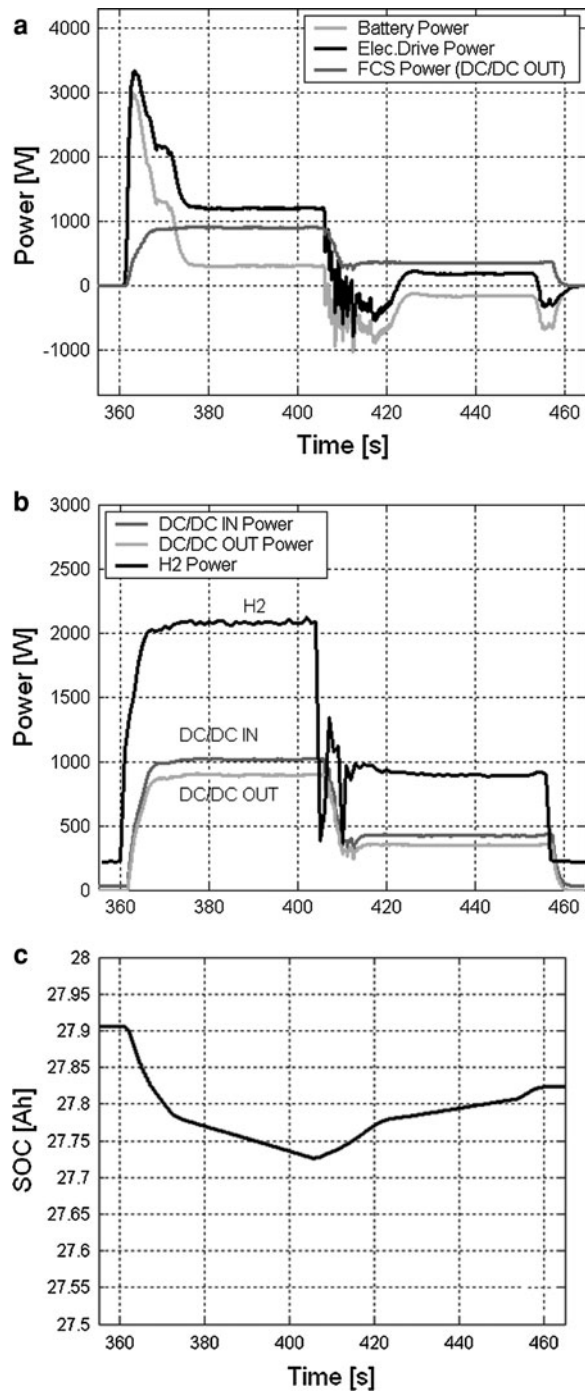 a
Battery Power
Elec.Drive Power
FCS Power (DC/DC OUT)
4000
3000
2000
1000
0
-1000
Power [W]
360 380 400 420 440 460
Time [s]
b
DC/DC IN Power
DC/DC OUT Power
H2 Power
H2
DC/DC IN
DC/DC OUT
3000
2500
2000
1500
1000
500
0
Power [W]
360 380 400 420 440 460
c
28
27.95
27.9
27.85
27.8
27.75
27.7
27.65
27.6
27.55
27.5
SOC [Ah]
360 380 400 420 440 460
Time [s]